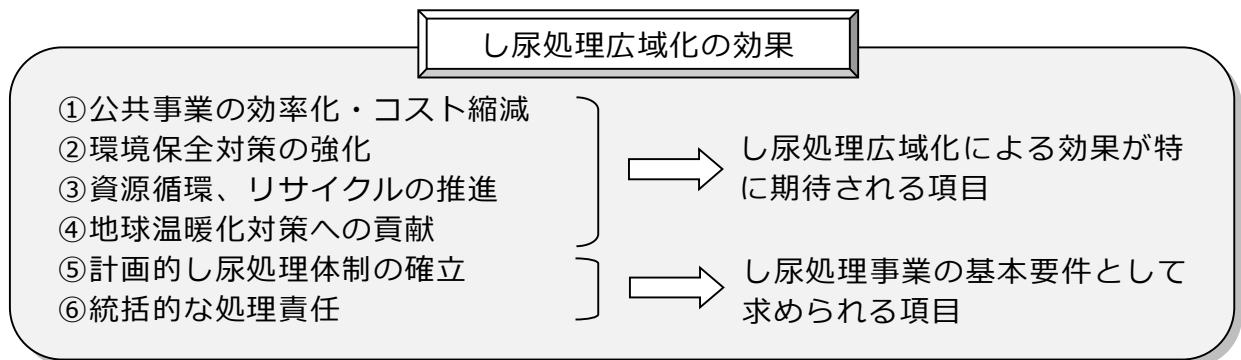 し尿処理広域化の効果
①公共事業の効率化・コスト縮減
②環境保全対策の強化
③資源循環、リサイクルの推進
④地球温暖化対策への貢献
し尿処理広域化による効果が特
に期待される項目
⑤計画的し尿処理体制の確立
⑥統括的な処理責任
し尿処理事業の基本要件として
求められる項目